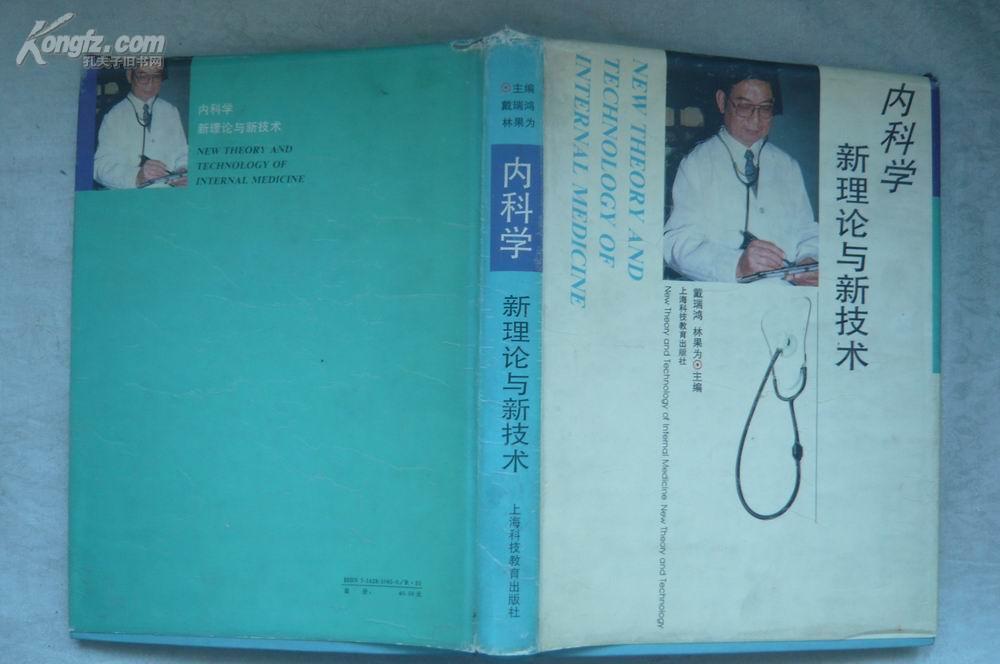 Kongfz.com
孔夫子旧书网
内科学
新理论与新技术
NEW THEORY AND
TECHNOLOGY OF
INTERNAL MEDICINE
主编
戴瑞鸿
林果为
内科学
新理论与新技术
上海科技教育出版社
NEW THEORY AND
TECHNOLOGY OF
INTERNAL MEDICINE
内科学
新理论与新技术
戴瑞鸿 林果为 主编
上海科技教育出版社
New Theory and Technology of Internal Medicine New Theory and Technology